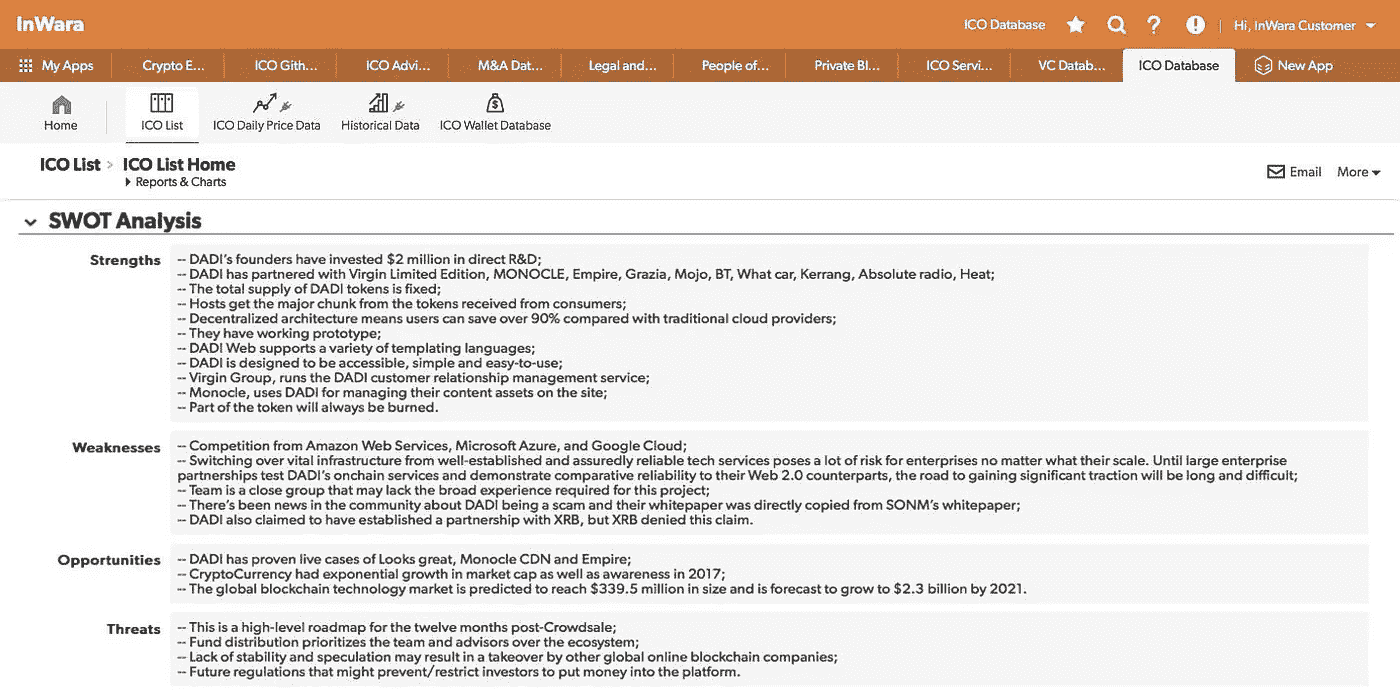 InWara
ICO Database
Hi, InWara Customer
My Apps
Crypto E...
ICO Gith...
ICO Advi...
M&A Dat...
Legal and...
People of...
Private Bl...
ICO Servi...
VC Datab...
ICO Database
New App
Home
ICO List
ICO Daily Price Data
Historical Data
ICO Wallet Database
ICO List > ICO List Home
Reports & Charts
Email
More
SWOT Analysis
Strengths
-- DADI's founders have invested $2 million in direct R&D;
-- DADI has partnered with Virgin Limited Edition, MONOCLE, Empire, Grazia, Mojo, BT, What car, Kerrang, Absolute radio, Heat;
-- The total supply of DADI tokens is fixed;
-- Hosts get the major chunk from the tokens received from consumers;
-- Decentralized architecture means users can save over 90% compared with traditional cloud providers;
-- They have working prototype;
-- DADI Web supports a variety of templating languages;
-- DADI is designed to be accessible, simple and easy-to-use;
-- Virgin Group, runs the DADI customer relationship management service;
-- Monocle, uses DADI for managing their content assets on the site;
-- Part of the token will always be burned.
Weaknesses
-- Competition from Amazon Web Services, Microsoft Azure, and Google Cloud;
-- Switching over vital infrastructure from well-established and assuredly reliable tech services poses a lot of risk for enterprises no matter what their scale. Until large enterprise
partnerships test DADI's onchain services and demonstrate comparative reliability to their Web 2.0 counterparts, the road to gaining significant traction will be long and difficult;
-- Team is a close group that may lack the broad experience required for this project;
-- There's been news in the community about DADI being a scam and their whitepaper was directly copied from SONM's whitepaper;
-- DADI also claimed to have established a partnership with XRB, but XRB denied this claim.
Opportunities
-- DADI has proven live cases of Looks great, Monocle CDN and Empire;
-- CryptoCurrency had exponential growth in market cap as well as awareness in 2017;
-- The global blockchain technology market is predicted to reach $339.5 million in size and is forecast to grow to $2.3 billion by 2021.
Threats
-- This is a high-level roadmap for the twelve months post-Crowdsale;
-- Fund distribution prioritizes the team and advisors over the ecosystem;
-- Lack of stability and speculation may result in a takeover by other global online blockchain companies;
-- Future regulations that might prevent/restrict investors to put money into the platform.